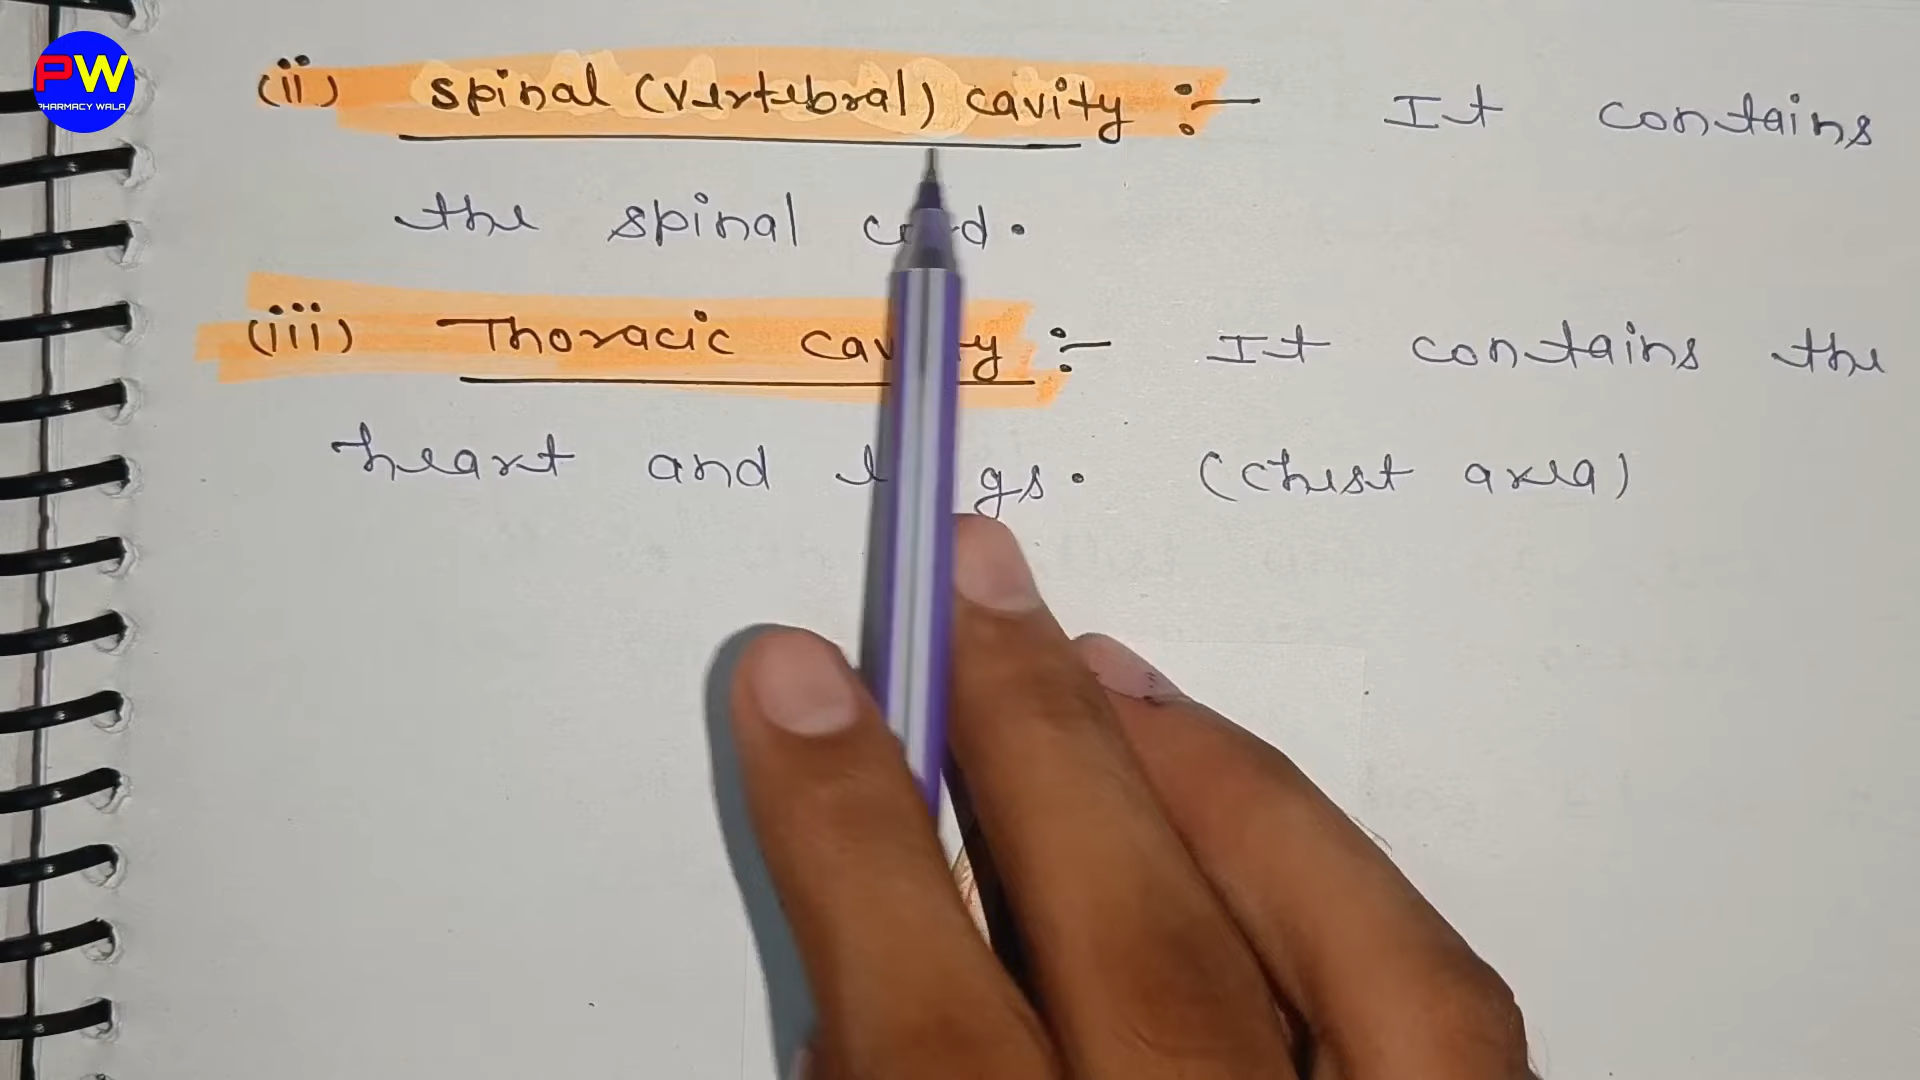 PW
PHARMACY WALA
(ii) Spinal (vertebral) cavity :- It contains
the spinal
(iii) Thoracic :- It contains the
heart and (chest area)